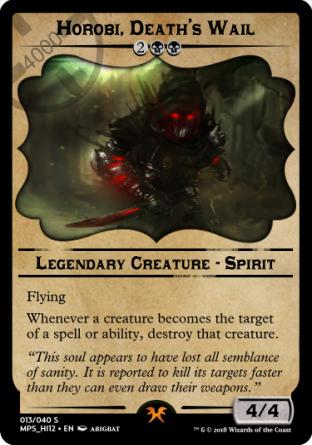 Horobi, Death's Wail
2
4000
Legendary Creature - Spirit
Flying
Whenever a creature becomes the target
of a spell or ability, destroy that creature.
"This soul appears to have lost all semblance
of sanity. It is reported to kill its targets faster
than they can even draw their weapons."
013/040 S
MPS_HI12 • EN ABIGBAT
™ & © 2018 Wizards of the Coast
4/4